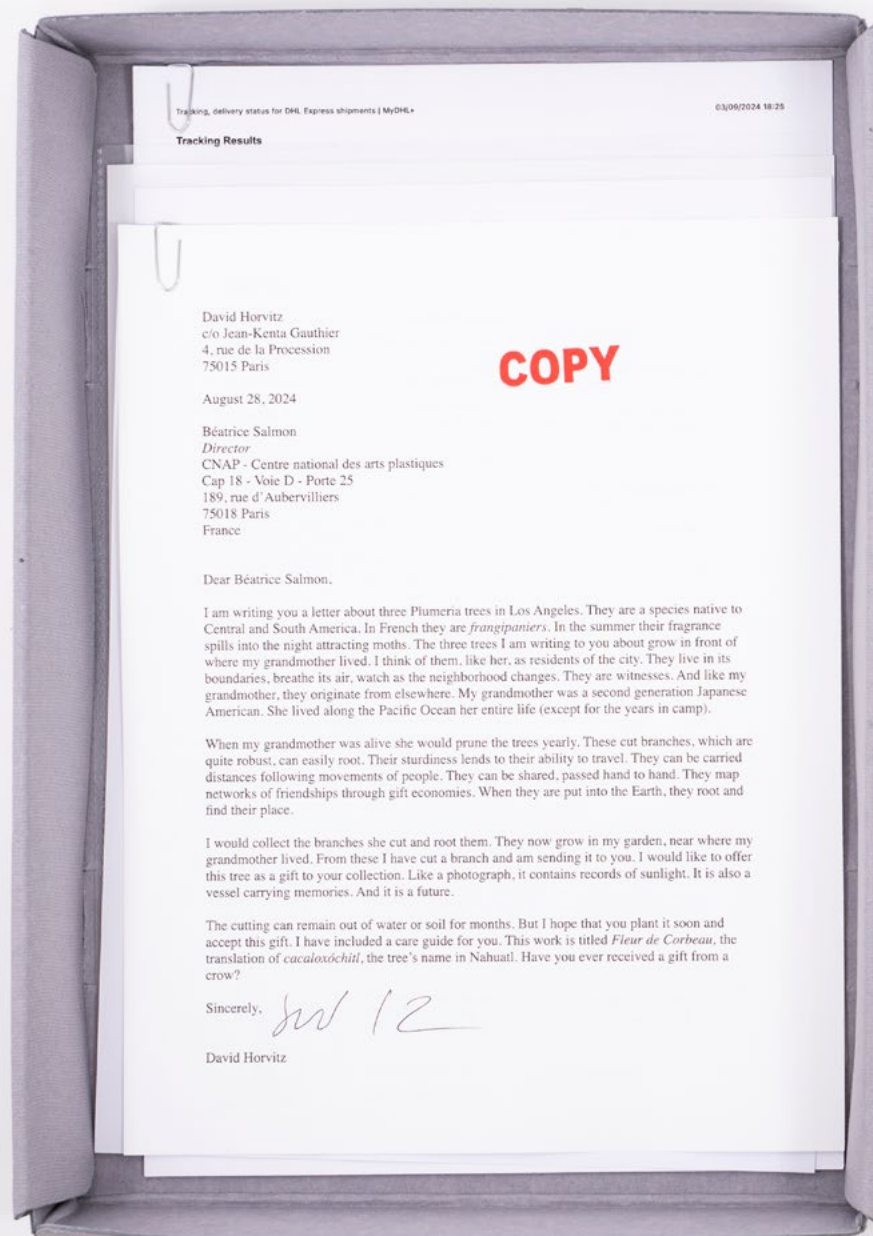 Tracking, delivery status for DHL Express shipments | MyDHL+
03/09/2024 18:25
Tracking Results
David Horvitz
c/o Jean-Kenta Gauthier
4, rue de la Procession
75015 Paris
COPY
August 28, 2024
Béatrice Salmon
Director
CNAP - Centre national des arts plastiques
Cap 18 - Voie D - Porte 25
189, rue d'Aubervilliers
75018 Paris
France
Dear Béatrice Salmon,
I am writing you a letter about three Plumeria trees in Los Angeles. They are a species native to
Central and South America. In French they are frangipaniers. In the summer their fragrance
spills into the night attracting moths. The three trees I am writing to you about grow in front of
where my grandmother lived. I think of them, like her, as residents of the city. They live in its
boundaries, breathe its air, watch as the neighborhood changes. They are witnesses. And like my
grandmother, they originate from elsewhere. My grandmother was a second generation Japanese
American. She lived along the Pacific Ocean her entire life (except for the years in camp).
When my grandmother was alive she would prune the trees yearly. These cut branches, which are
quite robust, can easily root. Their sturdiness lends to their ability to travel. They can be carried
distances following movements of people. They can be shared, passed hand to hand. They map
networks of friendships through gift economies. When they are put into the Earth, they root and
find their place.
I would collect the branches she cut and root them. They now grow in my garden, near where my
grandmother lived. From these I have cut a branch and am sending it to you. I would like to offer
this tree as a gift to your collection. Like a photograph, it contains records of sunlight. It is also a
vessel carrying memories. And it is a future.
The cutting can remain out of water or soil for months. But I hope that you plant it soon and
accept this gift. I have included a care guide for you. This work is titled Fleur de Corbeau, the
translation of cacaloxóchitl, the tree's name in Nahuatl. Have you ever received a gift from a
crow?
Sincerely,
David Horvitz